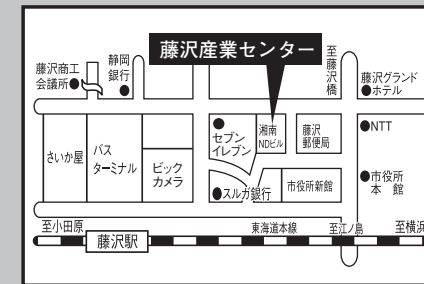 藤沢産業センター
藤沢商工
会議所
静岡
銀行
至藤沢橋
藤沢グランド
ホテル
さいか屋
バス
ターミナル
ビック
カメラ
セブン
イレブン
湘南
NDビル
藤沢
郵便局
NTT
スルガ銀行
市役所新館
市役所
本館
至小田原
藤沢駅
東海道本線
至江ノ島
至横浜